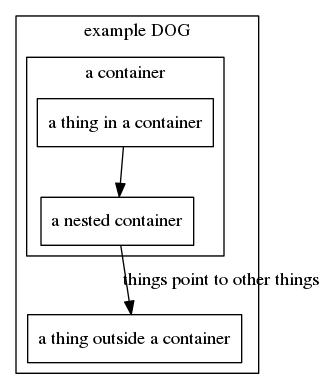 example DOG
a container
a thing in a container
a nested container
things point to other things
a thing outside a container